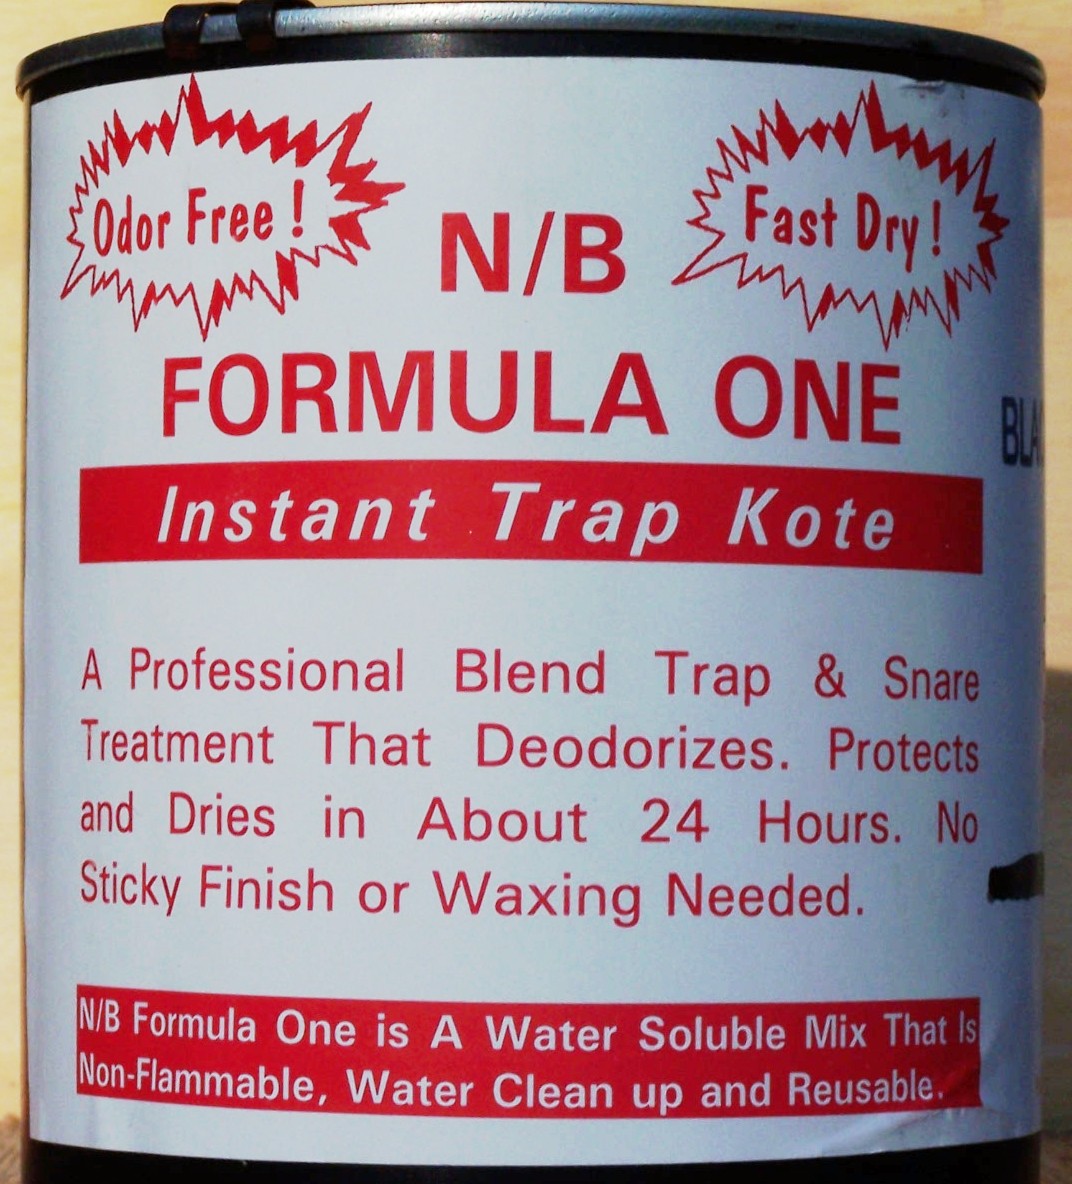 Odor Free !
N/B
Fast Dry !
FORMULA ONE
Instant Trap Kote
A Professional Blend Trap & Snare
Treatment That Deodorizes. Protects
and Dries in About 24 Hours. No
Sticky Finish or Waxing Needed.
N/B Formula One is A Water Soluble Mix That Is
Non-Flammable, Water Clean up and Reusable.